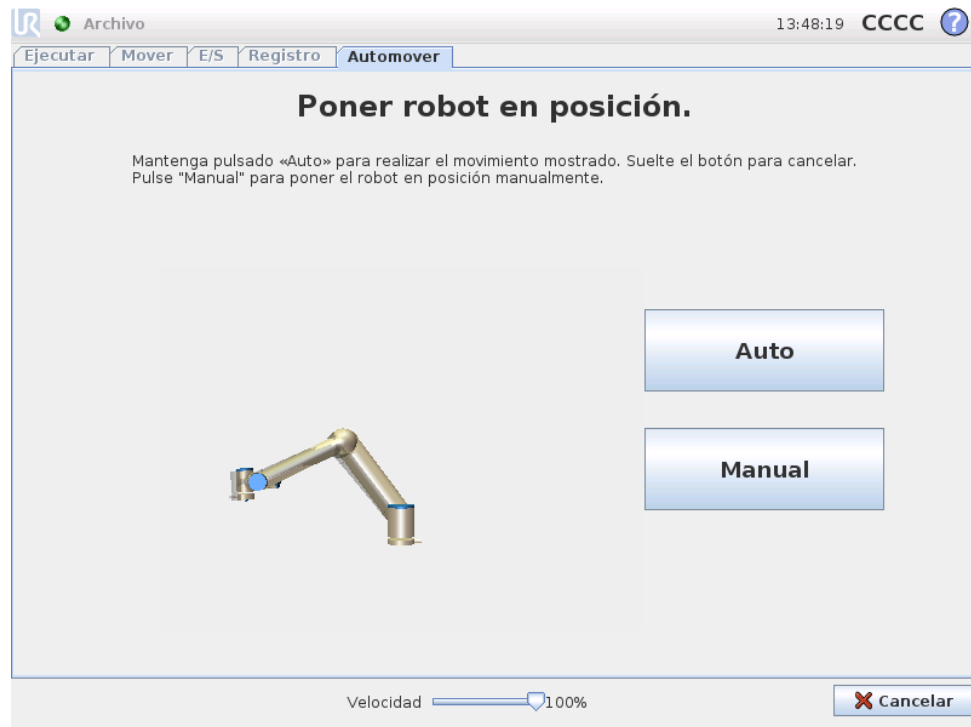 UR Archivo 13:48:19 CCCC ?
Ejecutar Mover E/S Registro Automover
Poner robot en posición.
Mantenga pulsado «Auto» para realizar el movimiento mostrado. Suelte el botón para cancelar.
Pulse "Manual" para poner el robot en posición manualmente.
Auto
Manual
Velocidad 100% Cancelar